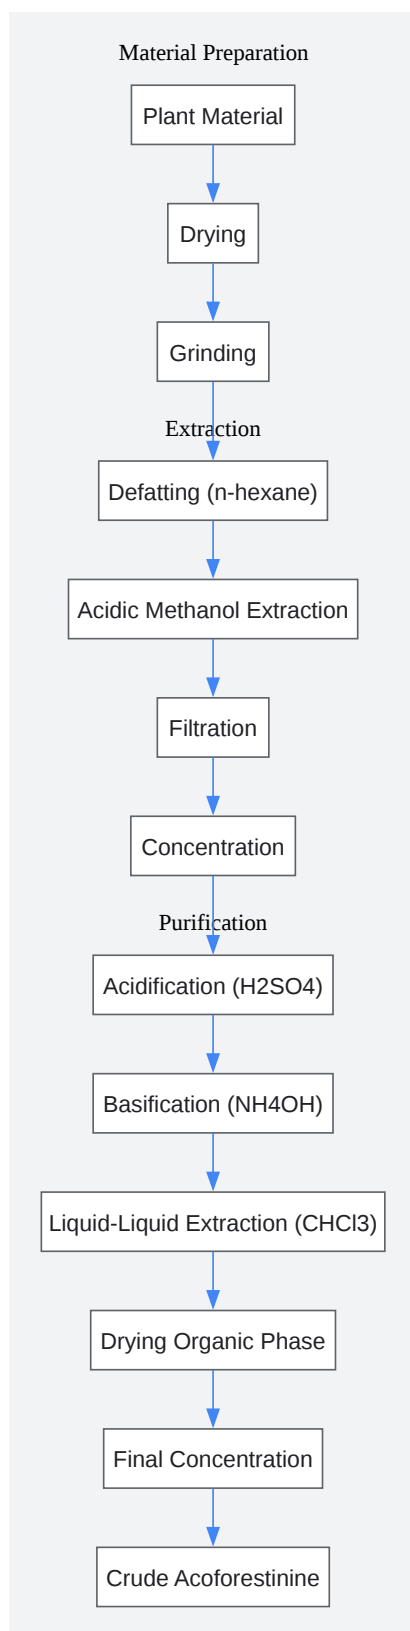 Material Preparation
Plant Material
Drying
Grinding
Extraction
Defatting (n-hexane)
Acidic Methanol Extraction
Filtration
Concentration
Purification
Acidification (H2SO4)
Basification (NH4OH)
Liquid-Liquid Extraction (CHCl3)
Drying Organic Phase
Final Concentration
Crude Acoforestinine